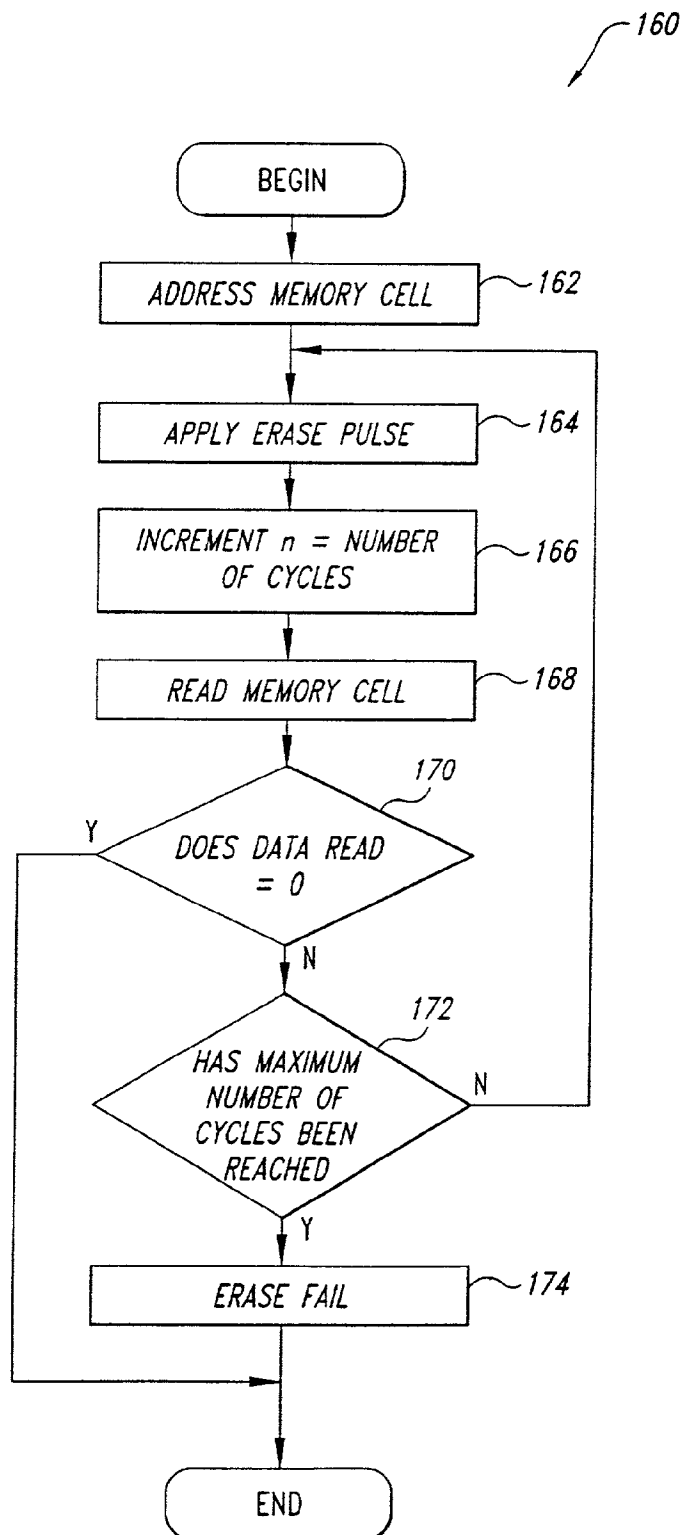 160
BEGIN
ADDRESS MEMORY CELL
162
APPLY ERASE PULSE
164
INCREMENT n = NUMBER
OF CYCLES
166
READ MEMORY CELL
168
170
Y
DOES DATA READ
= 0
N
172
HAS MAXIMUM
NUMBER OF
CYCLES BEEN
REACHED
N
Y
ERASE FAIL
174
END